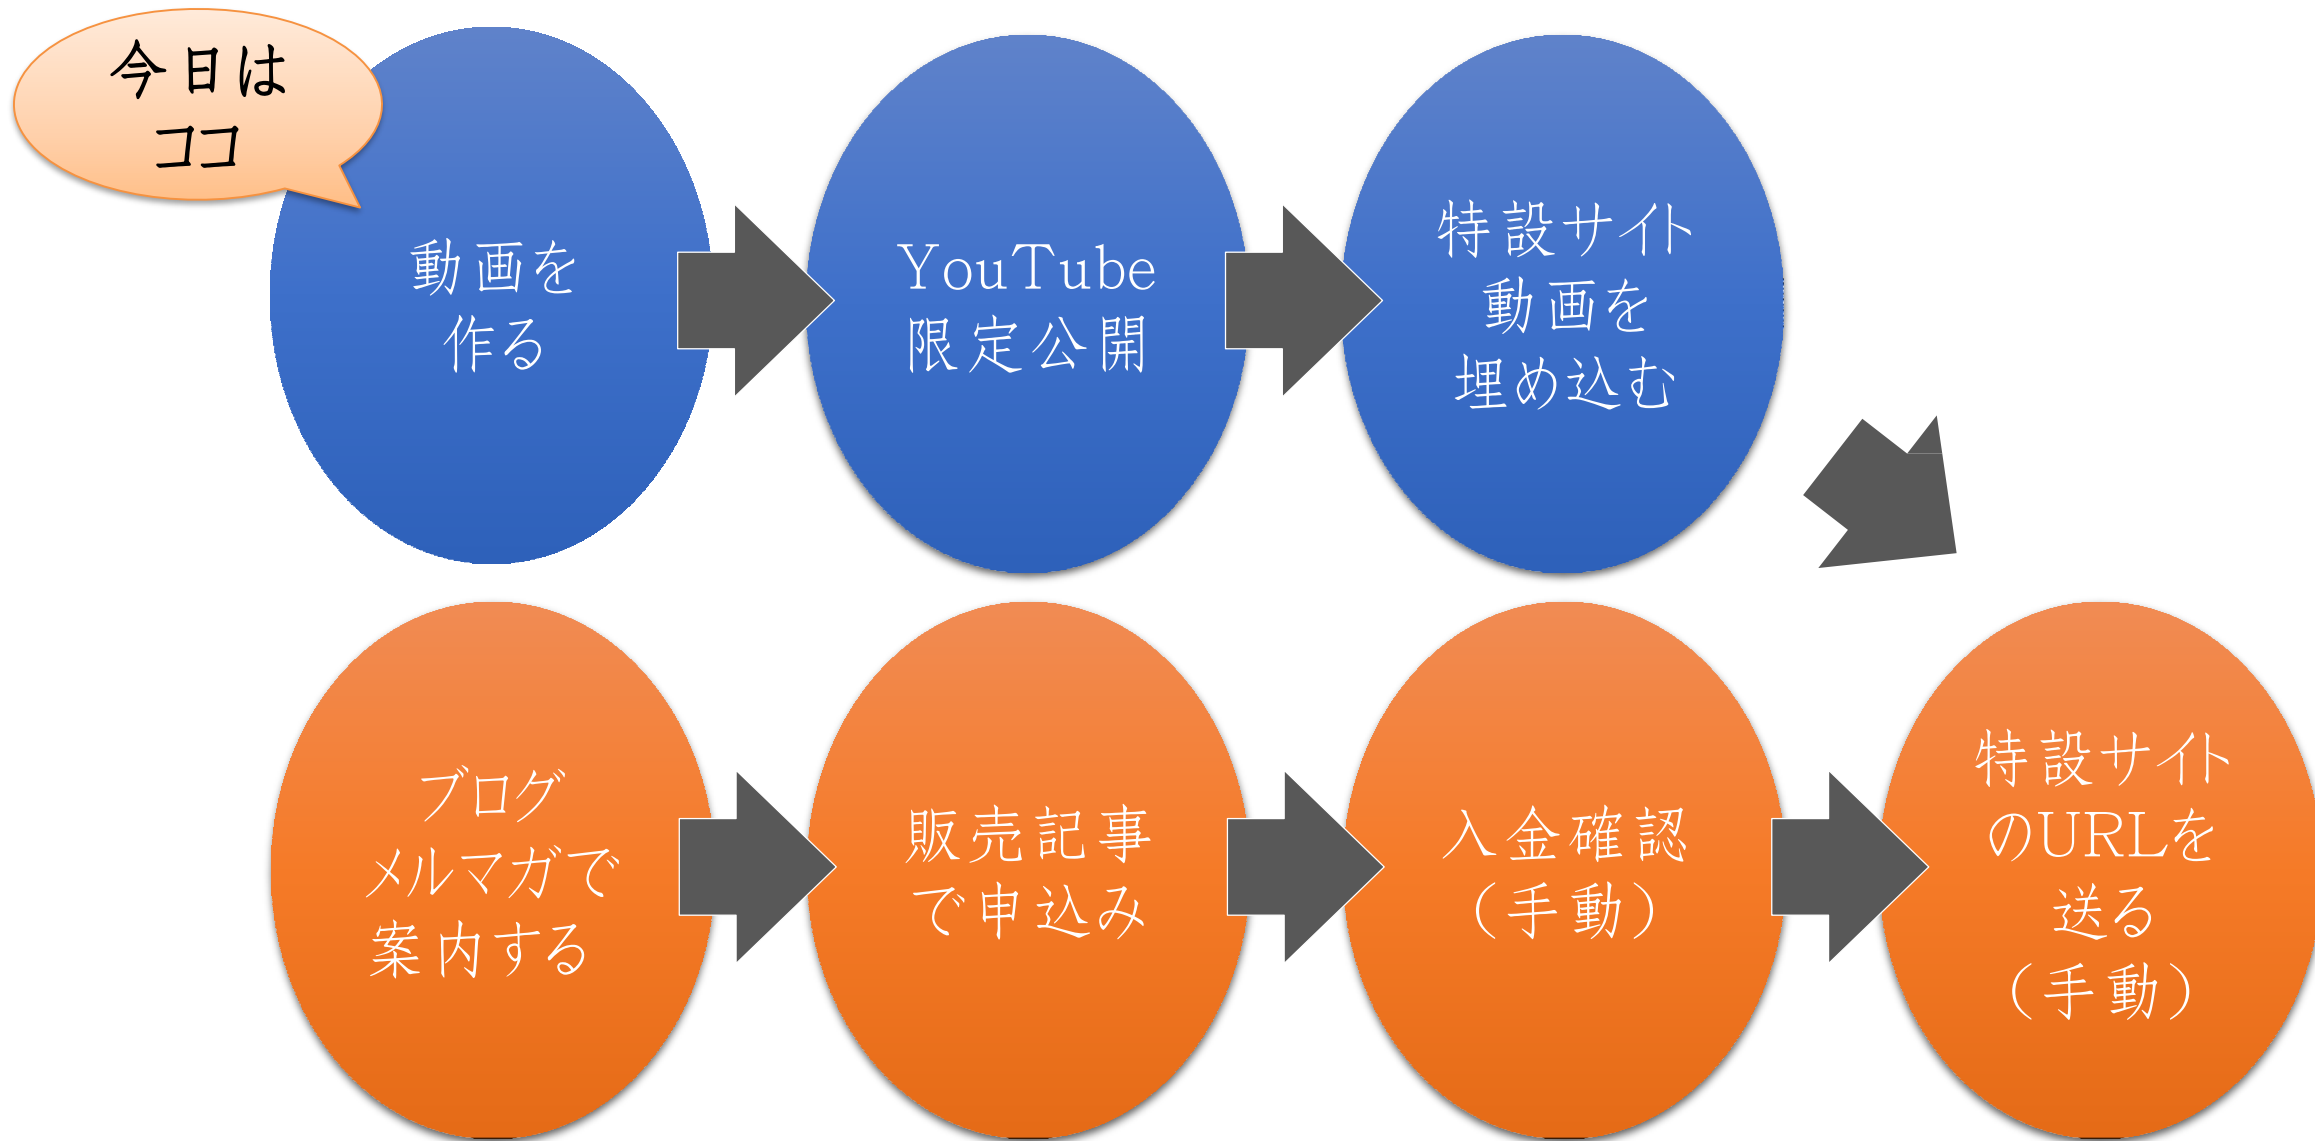 今日は
ココ
動画を
作る
YouTube
限定公開
特設サイト
動画を
埋め込む
ブログ
メルマガで
案内する
販売記事
で申込み
入金確認
（手動）
特設サイト
のURLを
送る
（手動）